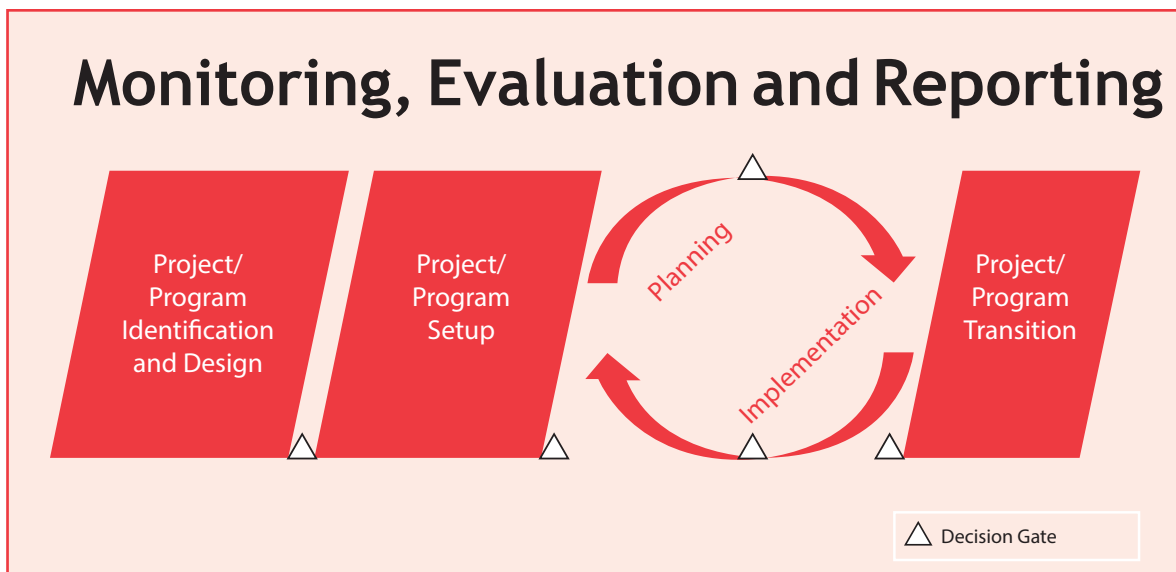 Monitoring, Evaluation and Reporting
Project/
Program
Identification
and Design
Project/
Program
Setup
Planning
Implementation
Project/
Program
Transition
Decision Gate